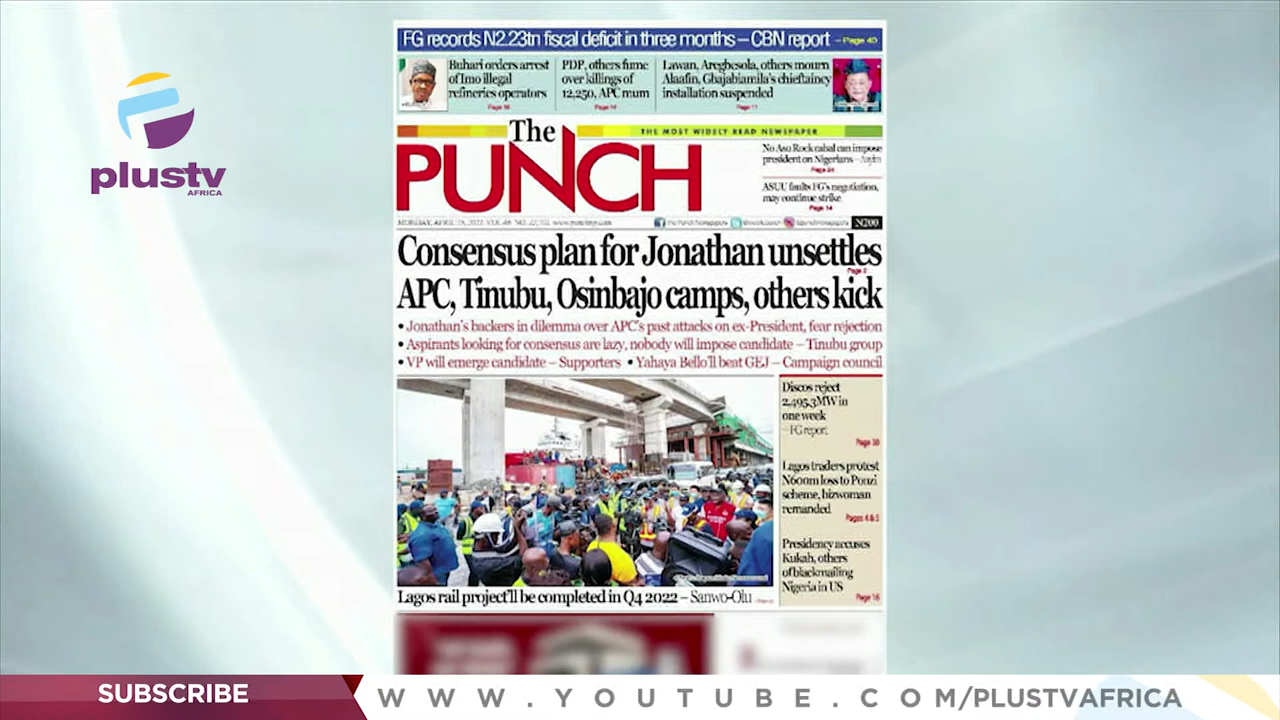 FG records N2.23tn fiscal deficit in three months – CBN report – Page 40
Buhari orders arrest
of Imo illegal
refineries operators
PDP, others fume
over killings of
12,250, APC mum
Lawan, Aregbesola, others mourn
Alaafin, Gbajabiamila's chieftaincy
installation suspended
plustv
AFRICA
The
PUNCH
THE MOST WIDELY READ NEWSPAPER
No Aso Rock cabal can impose
president on Nigerians – Anyim
Page 24
ASUU faults FG's negotiation,
may continue strike
Page 14
N200
Consensus plan for Jonathan unsettles
APC, Tinubu, Osinbajo camps, others kick
• Jonathan's backers in dilemma over APC's past attacks on ex-President, fear rejection
• Aspirants looking for consensus are lazy, nobody will impose candidate – Tinubu group
• VP will emerge candidate – Supporters • Yahaya Bello'll beat GEJ – Campaign council
Discos reject
2,495.3MW in
one week
– FG report
Page 30
Lagos traders protest
N600m loss to Ponzi
scheme, bizwoman
remanded
Pages 4 & 5
Presidency accuses
Kukah, others
of blackmailing
Nigeria in US
Page 16
Lagos rail project'll be completed in Q4 2022 – Sanwo-Olu
SUBSCRIBE
WWW.YOUTUBE.COM/PLUSTVAFRICA